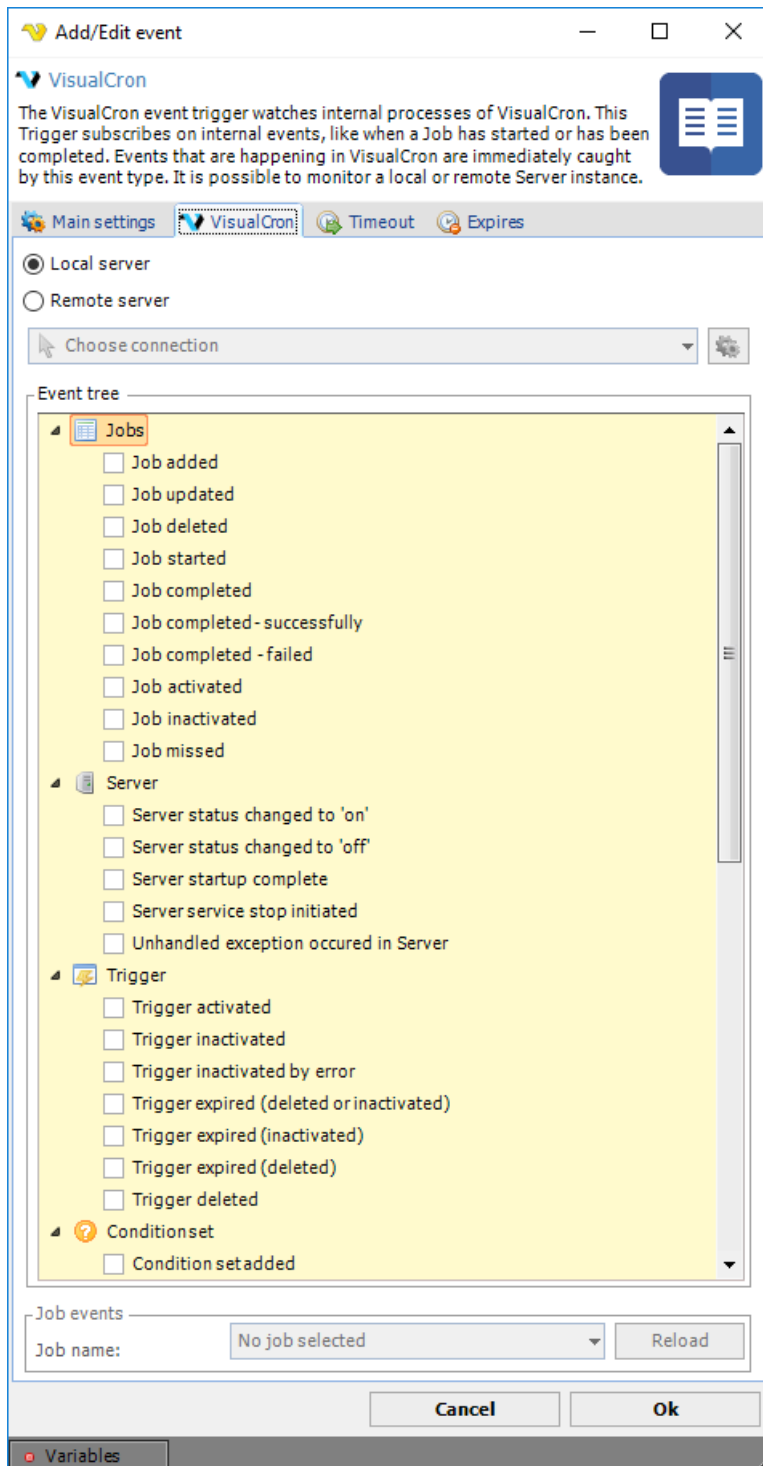 Add/Edit event
VisualCron
The VisualCron event trigger watches internal processes of VisualCron. This
Trigger subscribes on internal events, like when a Job has started or has been
completed. Events that are happening in VisualCron are immediately caught
by this event type. It is possible to monitor a local or remote Server instance.
Main settings VisualCron Timeout Expires
Local server
Remote server
Choose connection
Event tree
Jobs
Job added
Job updated
Job deleted
Job started
Job completed
Job completed - successfully
Job completed - failed
Job activated
Job inactivated
Job missed
Server
Server status changed to 'on'
Server status changed to 'off'
Server startup complete
Server service stop initiated
Unhandled exception occured in Server
Trigger
Trigger activated
Trigger inactivated
Trigger inactivated by error
Trigger expired (deleted or inactivated)
Trigger expired (inactivated)
Trigger expired (deleted)
Trigger deleted
Condition set
Condition set added
Job events
Job name: No job selected Reload
Cancel Ok
Variables